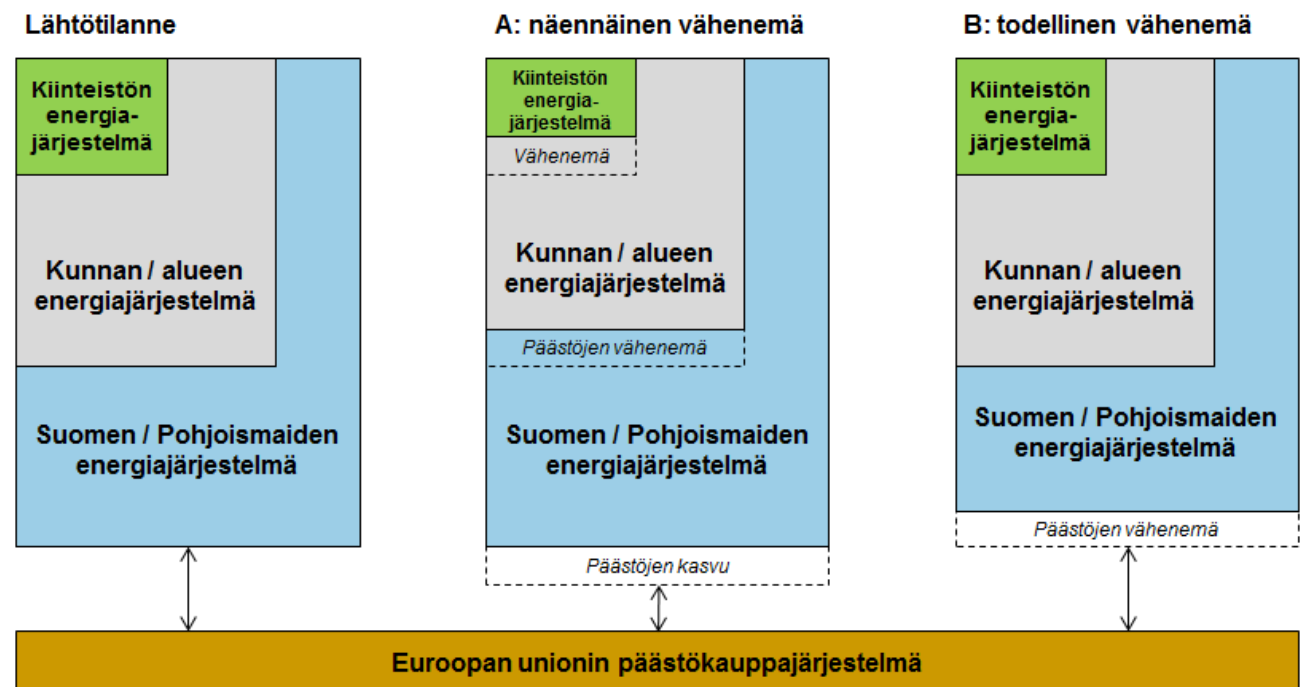 Lähtötilanne
Kiinteistön
energia-
järjestelmä
Kunnan / alueen
energiajärjestelmä
Suomen / Pohjoismaiden
energiajärjestelmä
A: näennäinen vähenemä
Kiinteistön
energia-
järjestelmä
Vähenemä
Kunnan / alueen
energiajärjestelmä
Päästöjen vähenemä
Suomen / Pohjoismaiden
energiajärjestelmä
Päästöjen kasvu
B: todellinen vähenemä
Kiinteistön
energia-
järjestelmä
Kunnan / alueen
energiajärjestelmä
Suomen / Pohjoismaiden
energiajärjestelmä
Päästöjen vähenemä
Euroopan unionin päästökauppajärjestelmä